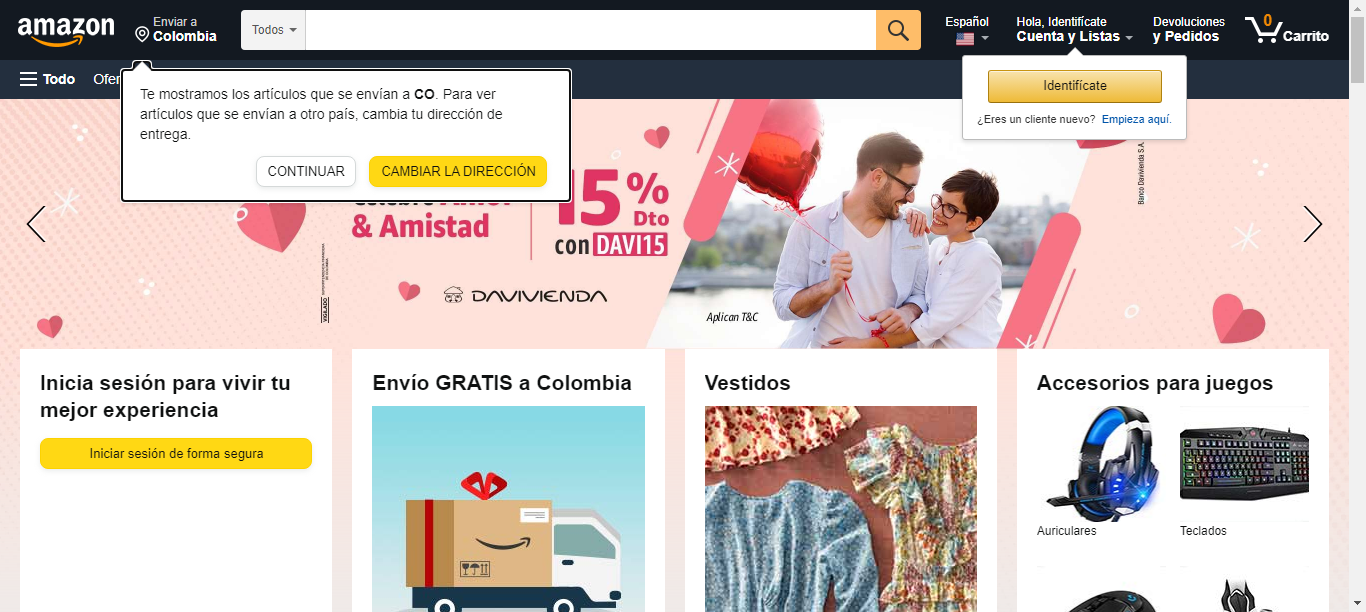 amazon
Enviar a
Colombia
Todos
Español
Hola, Identifícate
Cuenta y Listas
Devoluciones
y Pedidos
0
Carrito
Todo
Ofer
Te mostramos los artículos que se envían a CO. Para ver
artículos que se envían a otro país, cambia tu dirección de
entrega.
CONTINUAR
CAMBIAR LA DIRECCIÓN
Identifícate
¿Eres un cliente nuevo? Empieza aquí.
& Amistad
15%
Dto
con DAVI15
DAVIVIENDA
VIGILADO
Aplican T&C
Banco Davivienda S.A.
Inicia sesión para vivir tu
mejor experiencia
Iniciar sesión de forma segura
Envío GRATIS a Colombia
Vestidos
Accesorios para juegos
Auriculares
Teclados